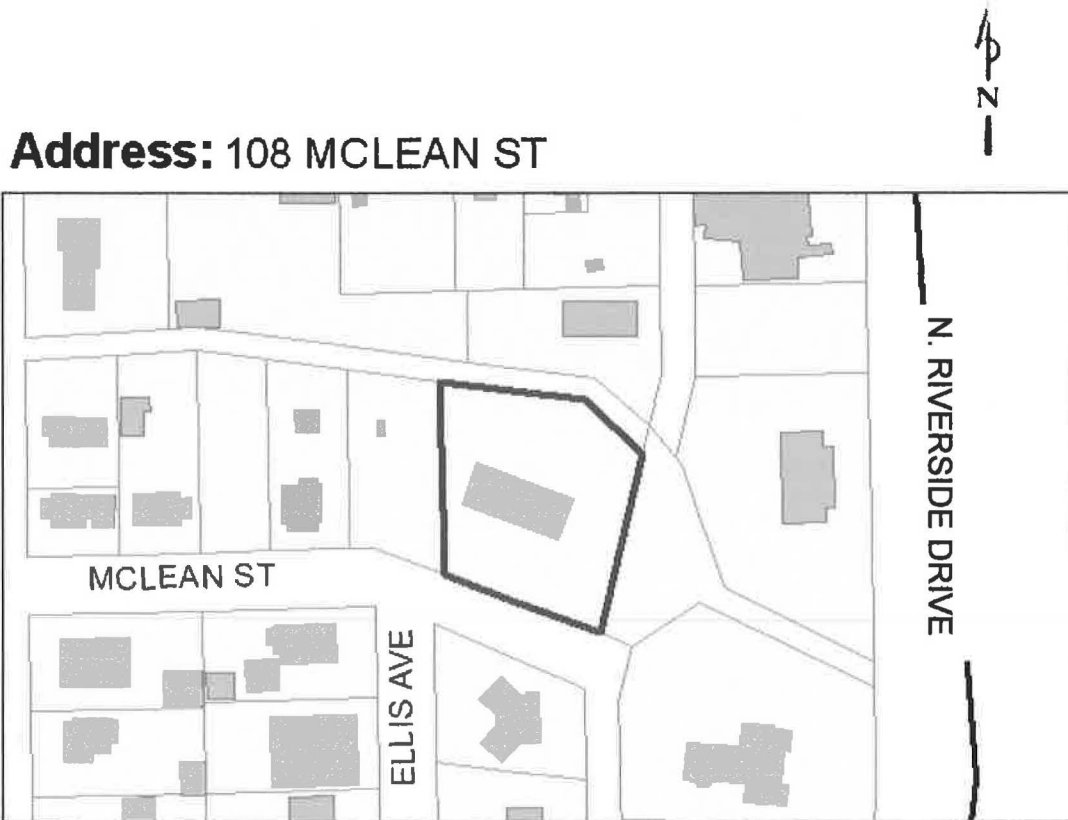 N
Address: 108 MCLEAN ST
N. RIVERSIDE DRIVE
MCLEAN ST
ELLIS AVE